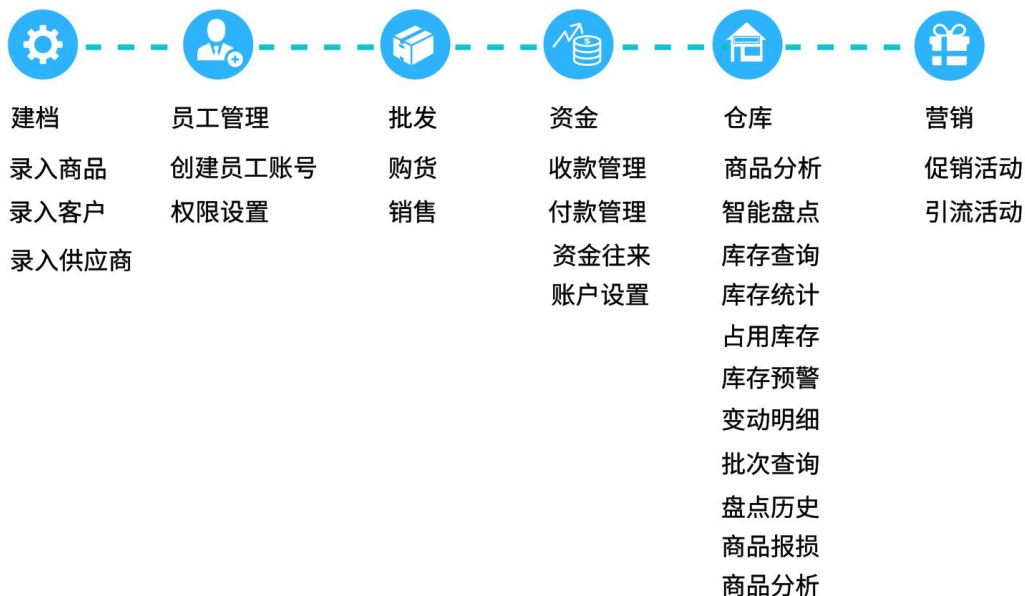 建档
录入商品
录入客户
录入供应商
员工管理
创建员工账号
权限设置
批发
购货
销售
资金
收款管理
付款管理
资金往来
账户设置
仓库
商品分析
智能盘点
库存查询
库存统计
占用库存
库存预警
变动明细
批次查询
盘点历史
商品报损
商品分析
营销
促销活动
引流活动